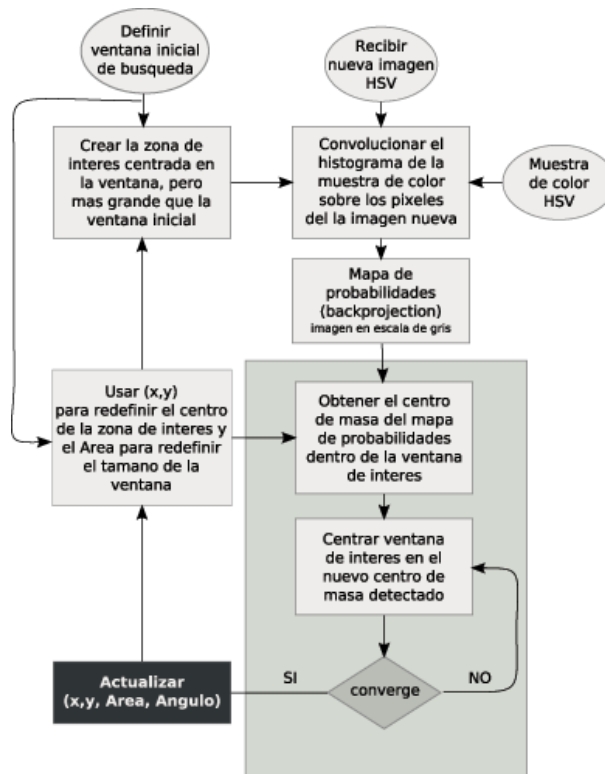 Definir
ventana inicial
de busqueda
Recibir
nueva imagen
HSV
Crear la zona de
interes centrada en
la ventana, pero
mas grande que la
ventana inicial
Convolucionar el
histograma de la
muestra de color
sobre los pixeles
del la imagen nueva
Muestra
de color
HSV
Mapa de
probabilidades
(backprojection)
imagen en escala de gris
Usar (x,y)
para redefinir el centro
de la zona de interes y
el Area para redefinir
el tamano de la
ventana
Obtener el centro
de masa del mapa
de probabilidades
dentro de la ventana
de interes
Centrar ventana
de interes en el
nuevo centro de
masa detectado
Actualizar
(x,y, Area, Angulo)
SI
converge
NO